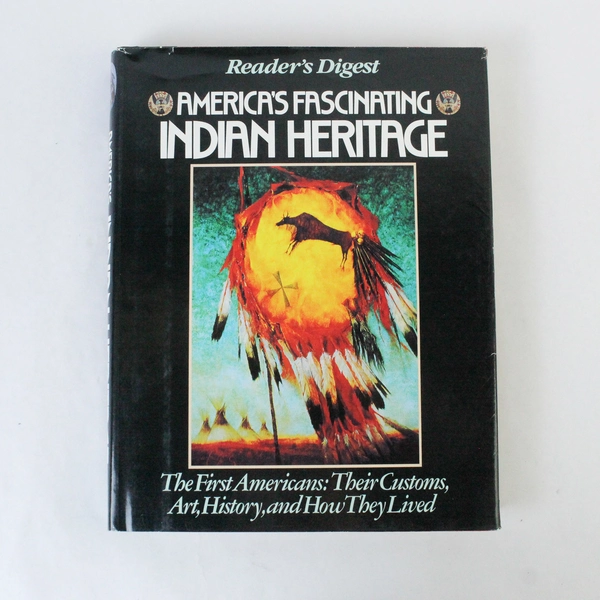 Reader's Digest
AMERICA'S FASCINATING
INDIAN HERITAGE
The First Americans: Their Customs,
Art, History, and How They Lived